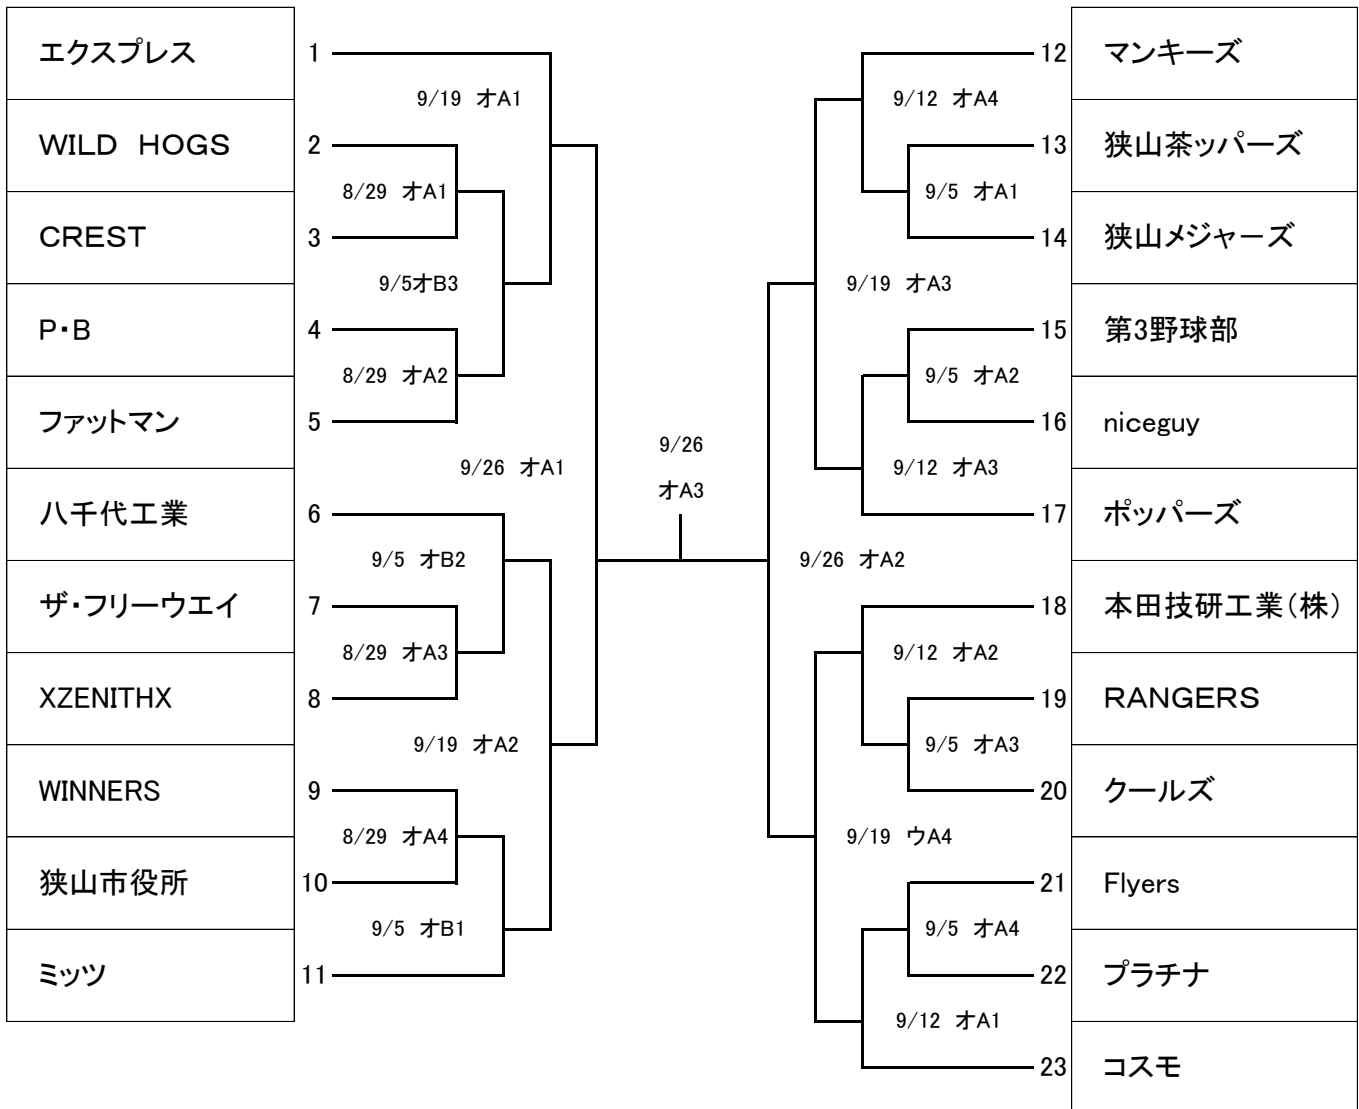 エクスプレス 1
9/19 オA1
WILD HOGS 2
8/29 オA1
CREST 3
9/5オB3
P・B 4
8/29 オA2
ファットマン 5
9/26 オA1
八千代工業 6
9/5 オB2
ザ・フリーウエイ 7
8/29 オA3
XZENITHX 8
9/19 オA2
WINNERS 9
8/29 オA4
狭山市役所 10
9/5 オB1
ミッツ 11
9/26
オA3
12 マンキーズ
9/12 オA4
13 狭山茶ッパーズ
9/5 オA1
14 狭山メジャーズ
9/19 オA3
15 第3野球部
9/5 オA2
16 niceguy
9/12 オA3
17 ポッパーズ
9/26 オA2
18 本田技研工業(株)
9/12 オA2
19 RANGERS
9/5 オA3
20 クールズ
9/19 ウA4
21 Flyers
9/5 オA4
22 プラチナ
9/12 オA1
23 コスモ